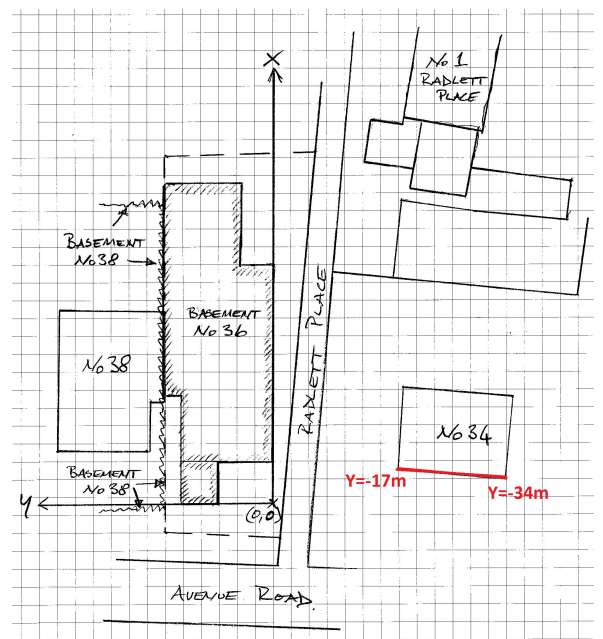 X
No 1
RADLETT
PLACE
BASEMENT
No 38
BASEMENT
No 36
No 38
RADLETT PLACE
No 34
BASEMENT
No 38
Y=-17m
Y=-34m
Y
(0,0)
AVENUE ROAD.